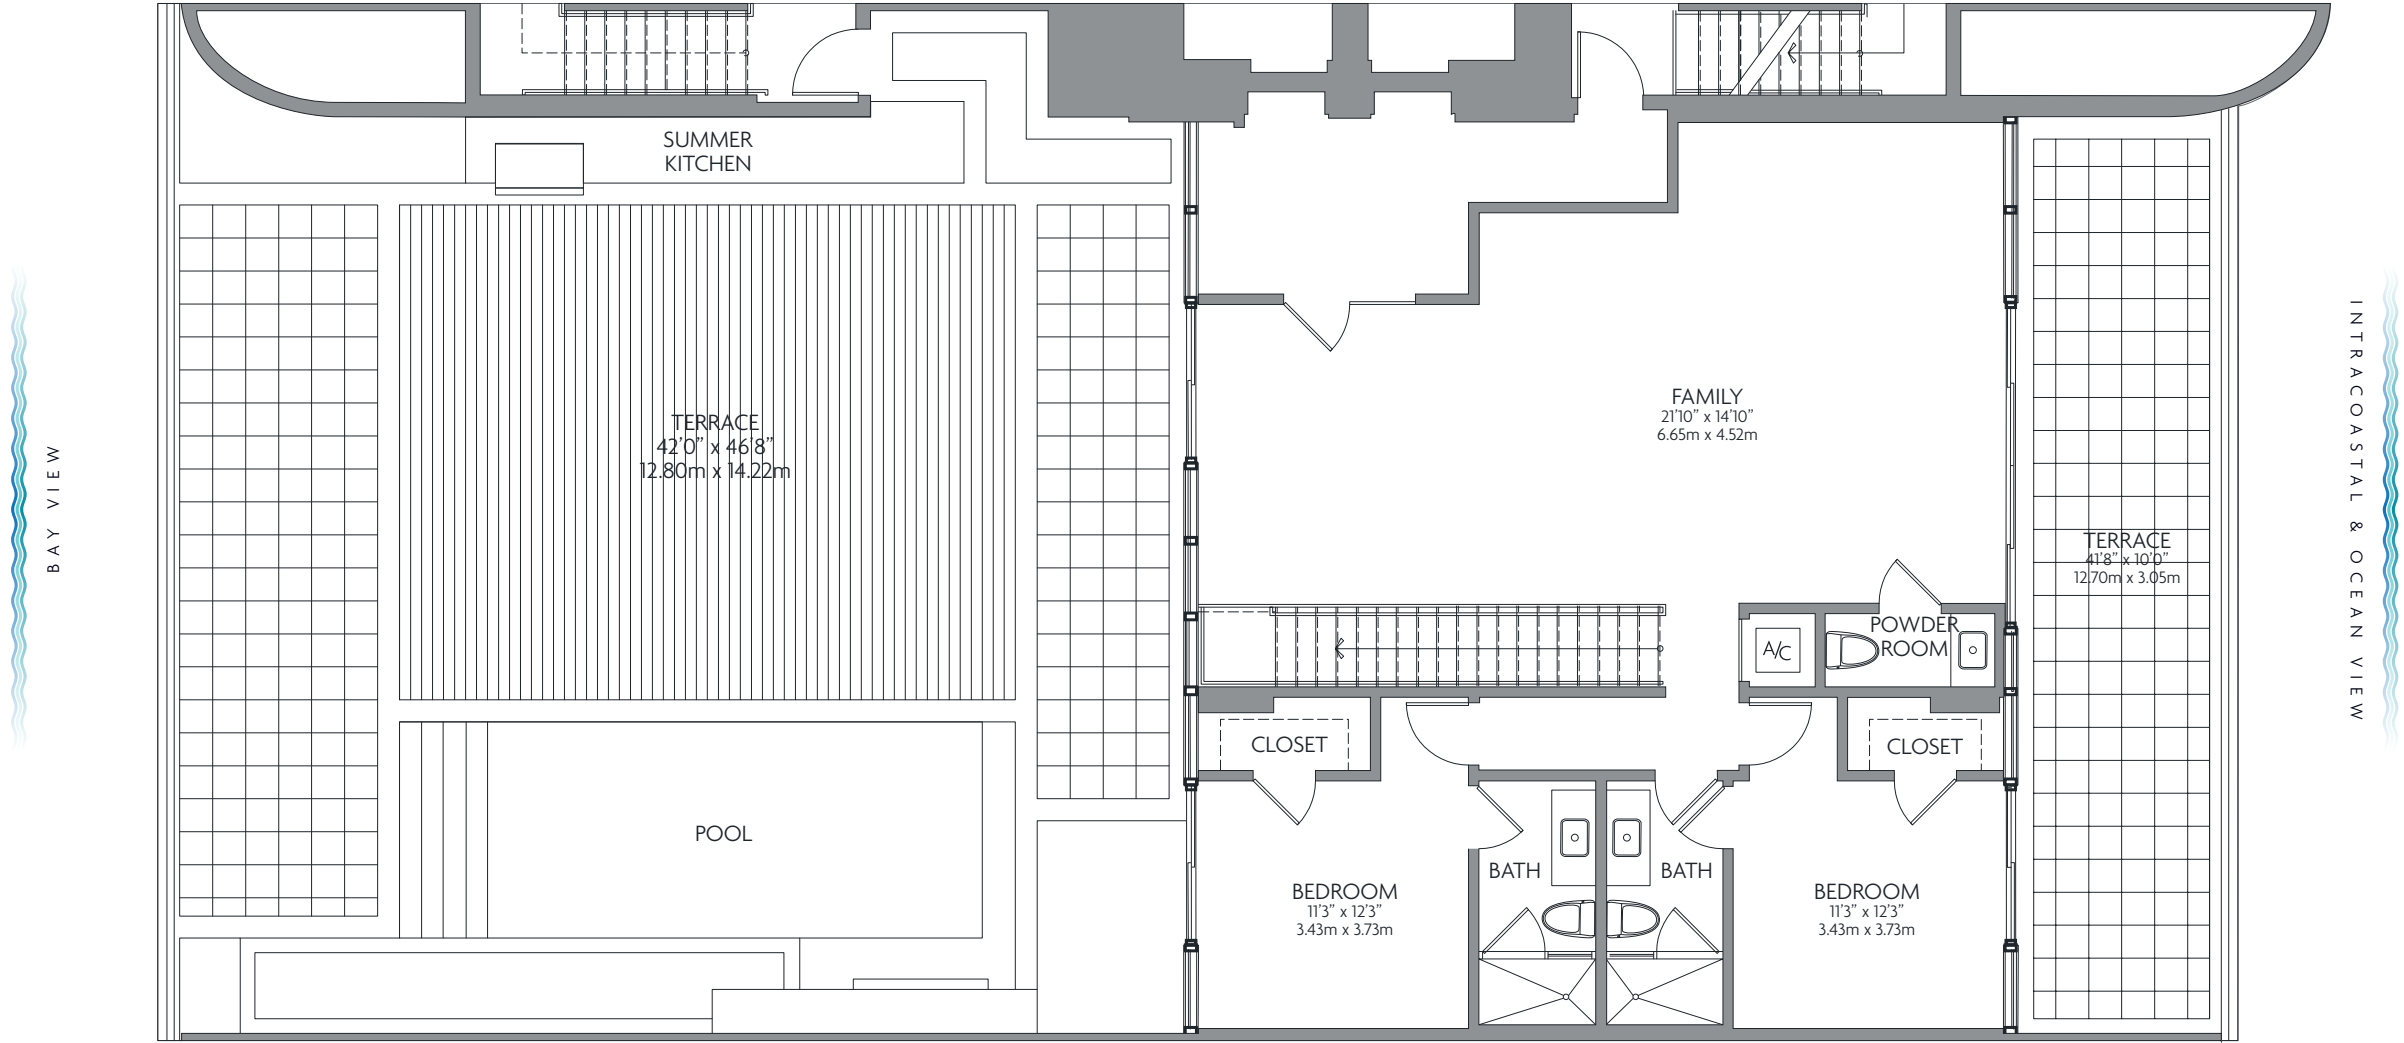 SUMMER
KITCHEN
TERRACE
42'0" x 46'8"
12.80m x 14.22m
POOL
BAY VIEW
FAMILY
21'10" x 14'10"
6.65m x 4.52m
TERRACE
41'8" x 10'0"
12.70m x 3.05m
INTRACOASTAL & OCEAN VIEW
A/C
POWDER
ROOM
CLOSET
CLOSET
BATH
BATH
BEDROOM
11'3" x 12'3"
3.43m x 3.73m
BEDROOM
11'3" x 12'3"
3.43m x 3.73m